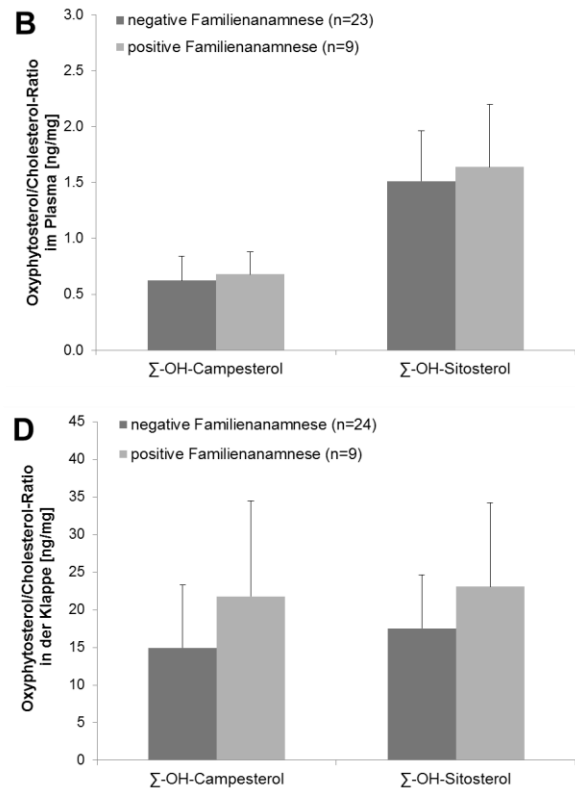 B
negative Familienanamnese (n=23)
positive Familienanamnese (n=9)
Oxyphytosterol/Cholesterol-Ratio
im Plasma [ng/mg]
3.0
2.5
2.0
1.5
1.0
0.5
0.0
∑-OH-Campesterol ∑-OH-Sitosterol
D
negative Familienanamnese (n=24)
positive Familienanamnese (n=9)
Oxyphytosterol/Cholesterol-Ratio
in der Klappe [ng/mg]
45
40
35
30
25
20
15
10
5
0
∑-OH-Campesterol ∑-OH-Sitosterol